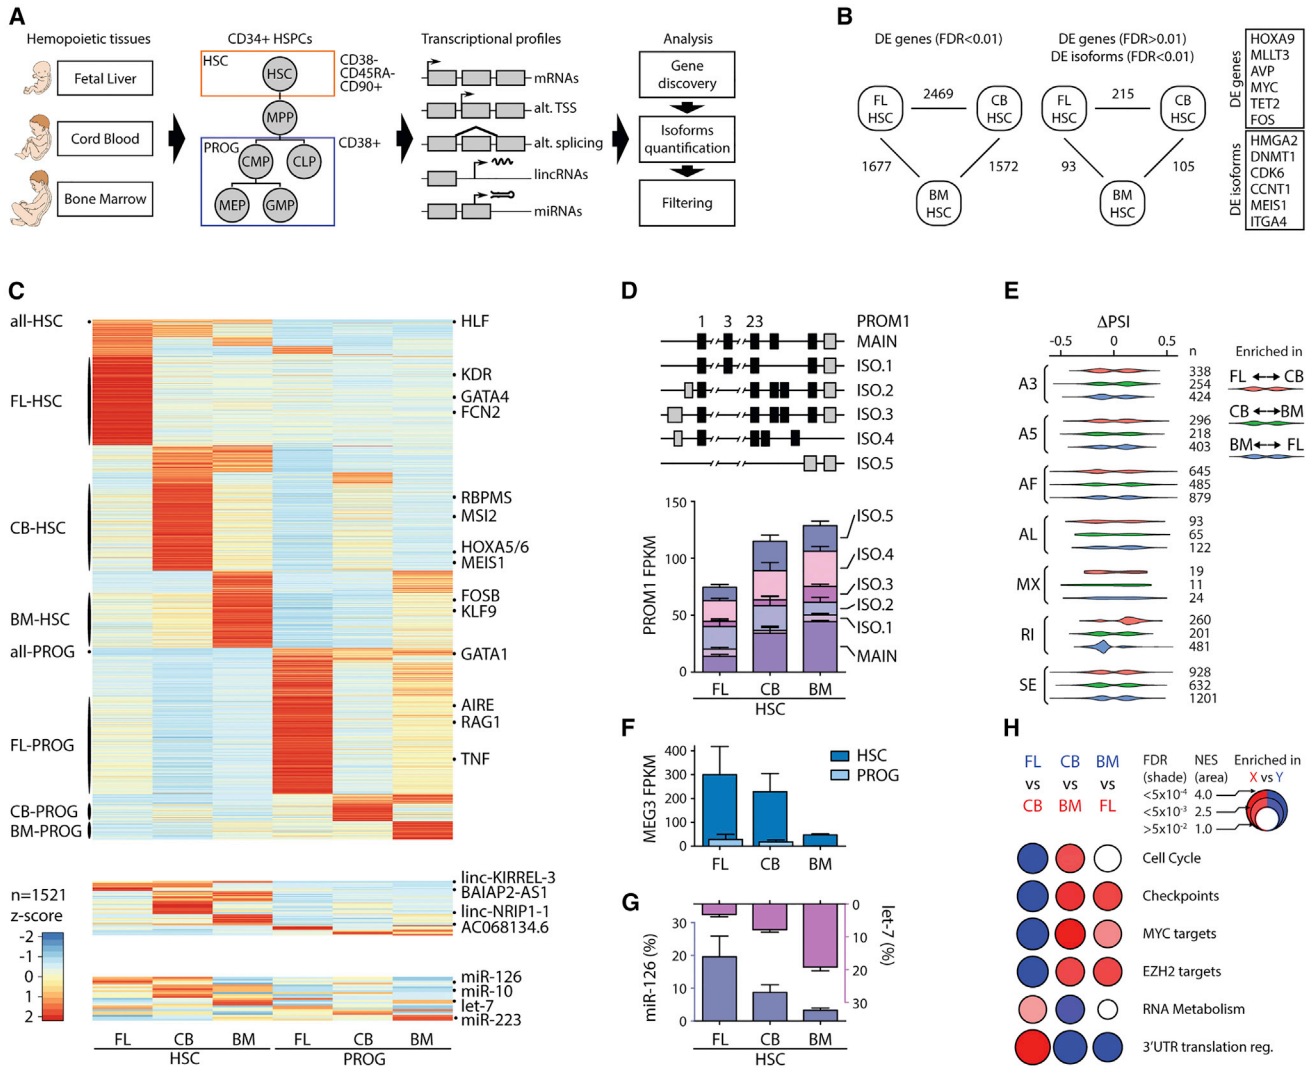 A
Hemopoietic tissues
Fetal Liver
Cord Blood
Bone Marrow
CD34+ HSPCs
HSC
HSC
CD38-
CD45RA-
CD90+
MPP
PROG
CD38+
CMP
CLP
MEP
GMP
Transcriptional profiles
mRNAs
alt. TSS
alt. splicing
lincRNAs
miRNAs
Analysis
Gene
discovery
Isoforms
quantification
Filtering
B
DE genes (FDR<0.01)
FL
HSC
2469
CB
HSC
1677
1572
BM
HSC
DE genes (FDR>0.01)
DE isoforms (FDR<0.01)
FL
HSC
215
CB
HSC
93
105
BM
HSC
DE genes
HOXA9
MLLT3
AVP
MYC
TET2
FOS
DE isoforms
HMGA2
DNMT1
CDK6
CCNT1
MEIS1
ITGA4
C
all-HSC
FL-HSC
CB-HSC
BM-HSC
all-PROG
FL-PROG
CB-PROG
BM-PROG
HLF
KDR
GATA4
FCN2
RBPMS
MSI2
HOXA5/6
MEIS1
FOSB
KLF9
GATA1
AIRE
RAG1
TNF
linc-KIRREL-3
BAIAP2-AS1
linc-NRIP1-1
AC068134.6
miR-126
miR-10
let-7
miR-223
n=1521
z-score
-2
-1
0
1
2
FL CB BM FL CB BM
HSC PROG
D
1 3 23 PROM1
MAIN
ISO.1
ISO.2
ISO.3
ISO.4
ISO.5
PROM1 FPKM
150
100
50
0
ISO.5
ISO.4
ISO.3
ISO.2
ISO.1
MAIN
FL CB BM
HSC
E
ΔPSI
-0.5 0 0.5
n
Enriched in
A3
338
254
424
A5
296
218
403
AF
645
485
879
AL
93
65
122
MX
19
11
24
RI
260
201
481
SE
928
632
1201
FL CB
CB BM
BM FL
F
MEG3 FPKM
400
300
200
100
0
HSC
PROG
FL CB BM
G
miR-126 (%)
30
20
10
0
let-7 (%)
0
10
20
30
FL CB BM
HSC
H
FL CB BM
vs vs vs
CB BM FL
FDR
(shade)
NES
(area)
Enriched in
X vs Y
<5x10⁻⁴ 4.0
<5x10⁻³ 2.5
>5x10⁻² 1.0
Cell Cycle
Checkpoints
MYC targets
EZH2 targets
RNA Metabolism
3'UTR translation reg.